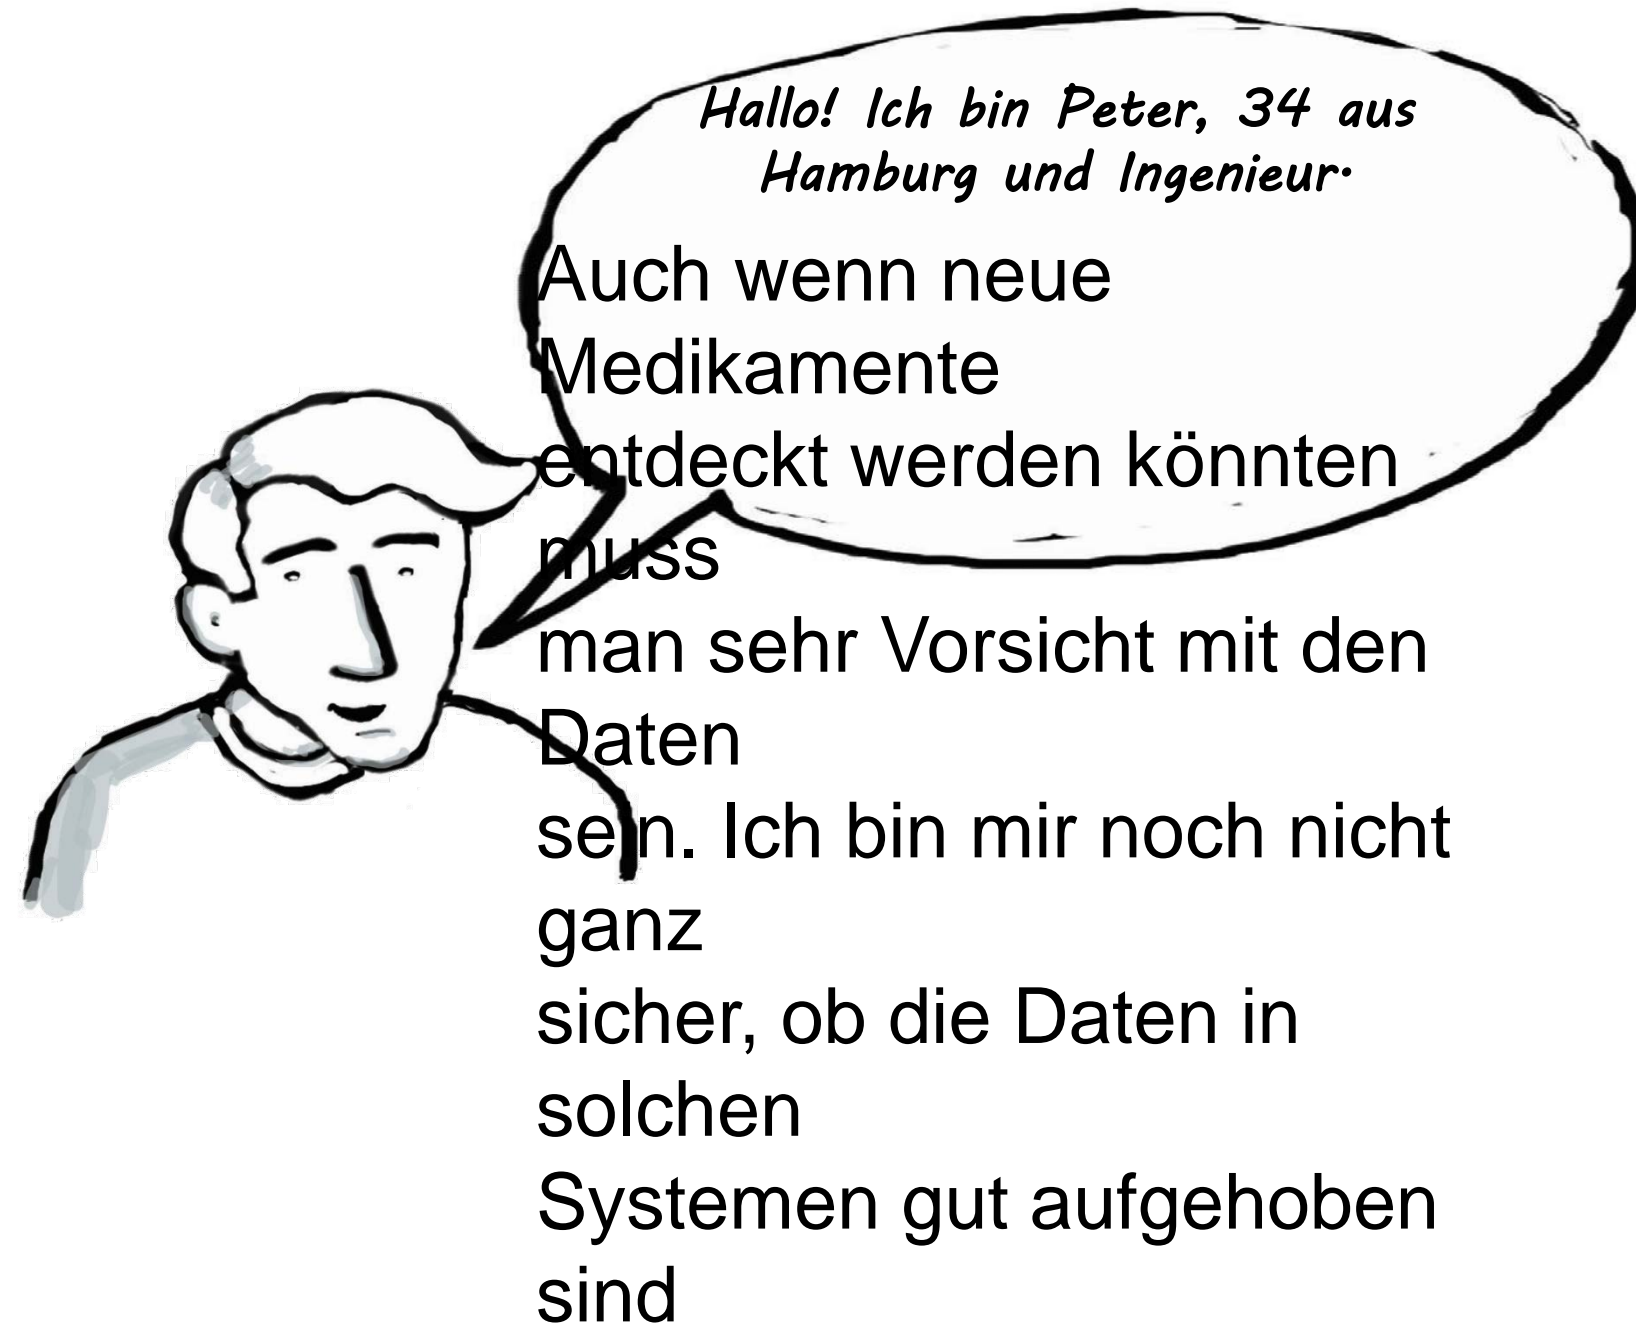 Hallo! Ich bin Peter, 34 aus
Hamburg und Ingenieur.
Auch wenn neue
Medikamente
entdeckt werden könnten
muss
man sehr Vorsicht mit den
Daten
sein. Ich bin mir noch nicht
ganz
sicher, ob die Daten in
solchen
Systemen gut aufgehoben
sind